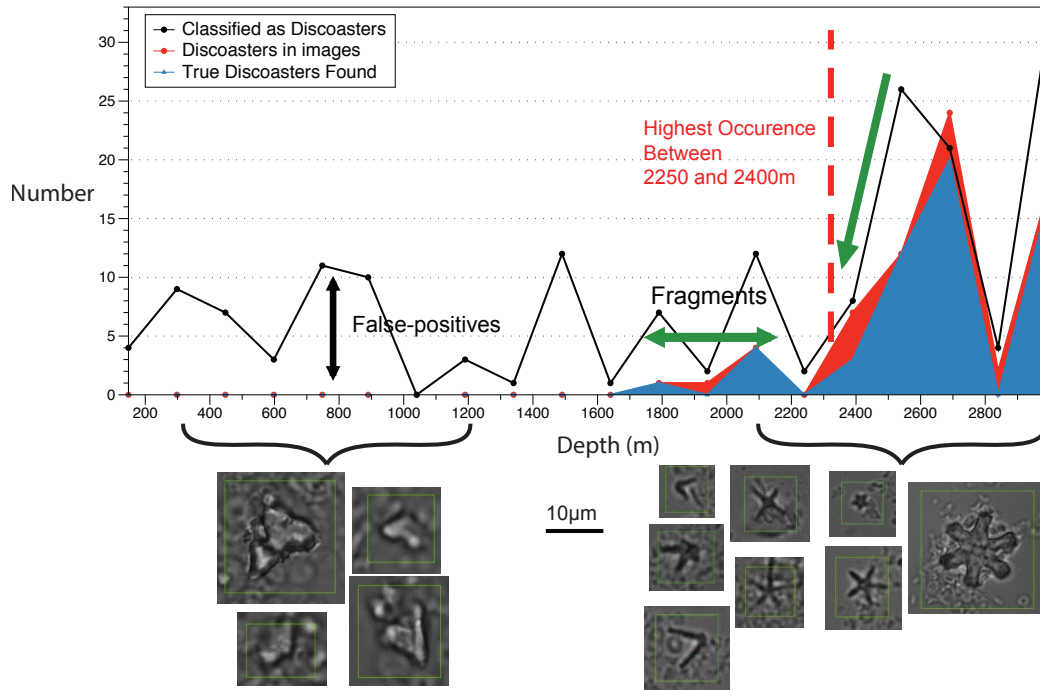 Classified as Discoasters
Discoasters in images
True Discoasters Found
30
25
20
15
10
5
0
Number
Highest Occurence
Between
2250 and 2400m
Fragments
False-positives
200 400 600 800 1000 1200 1400 1600 1800 2000 2200 2400 2600 2800
Depth (m)
10µm